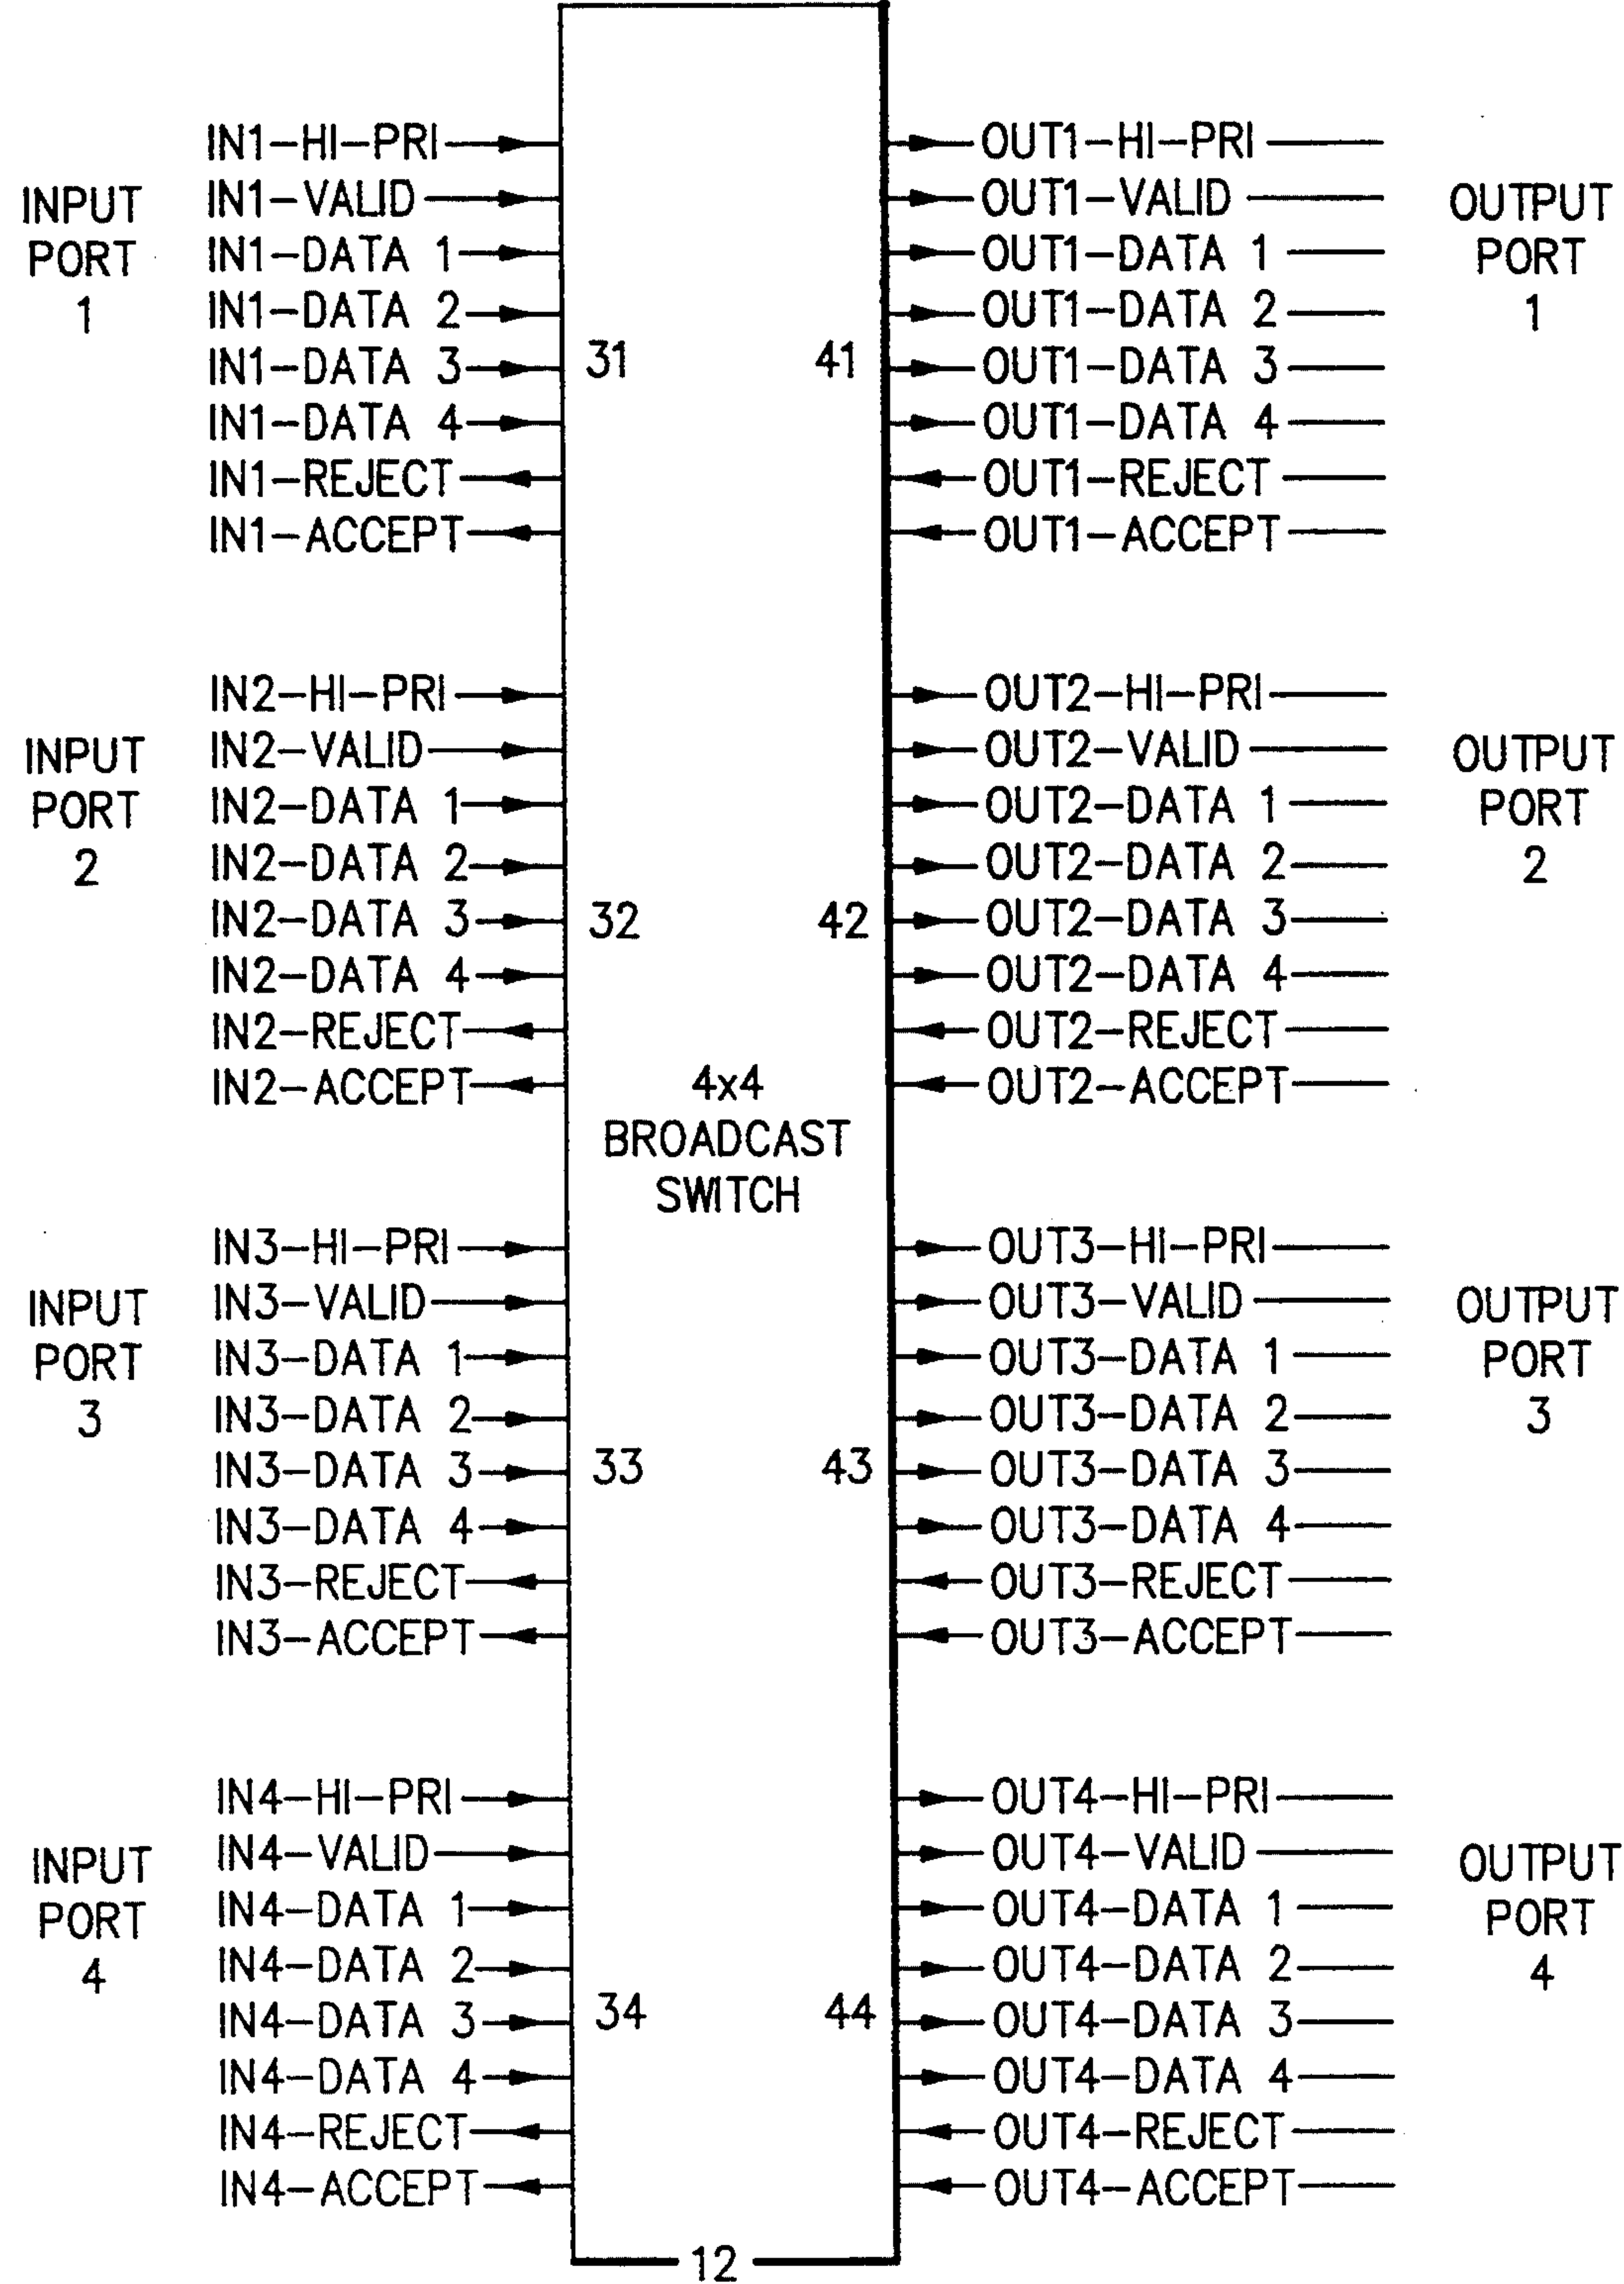 INPUT
PORT
1
IN1-HI-PRI
IN1-VALID
IN1-DATA 1
IN1-DATA 2
IN1-DATA 3
IN1-DATA 4
IN1-REJECT
IN1-ACCEPT
31
41
OUT1-HI-PRI
OUT1-VALID
OUT1-DATA 1
OUT1-DATA 2
OUT1-DATA 3
OUT1-DATA 4
OUT1-REJECT
OUT1-ACCEPT
OUTPUT
PORT
1
INPUT
PORT
2
IN2-HI-PRI
IN2-VALID
IN2-DATA 1
IN2-DATA 2
IN2-DATA 3
IN2-DATA 4
IN2-REJECT
IN2-ACCEPT
32
42
OUT2-HI-PRI
OUT2-VALID
OUT2-DATA 1
OUT2-DATA 2
OUT2-DATA 3
OUT2-DATA 4
OUT2-REJECT
OUT2-ACCEPT
OUTPUT
PORT
2
4x4
BROADCAST
SWITCH
INPUT
PORT
3
IN3-HI-PRI
IN3-VALID
IN3-DATA 1
IN3-DATA 2
IN3-DATA 3
IN3-DATA 4
IN3-REJECT
IN3-ACCEPT
33
43
OUT3-HI-PRI
OUT3-VALID
OUT3-DATA 1
OUT3-DATA 2
OUT3-DATA 3
OUT3-DATA 4
OUT3-REJECT
OUT3-ACCEPT
OUTPUT
PORT
3
INPUT
PORT
4
IN4-HI-PRI
IN4-VALID
IN4-DATA 1
IN4-DATA 2
IN4-DATA 3
IN4-DATA 4
IN4-REJECT
IN4-ACCEPT
34
44
OUT4-HI-PRI
OUT4-VALID
OUT4-DATA 1
OUT4-DATA 2
OUT4-DATA 3
OUT4-DATA 4
OUT4-REJECT
OUT4-ACCEPT
OUTPUT
PORT
4
12